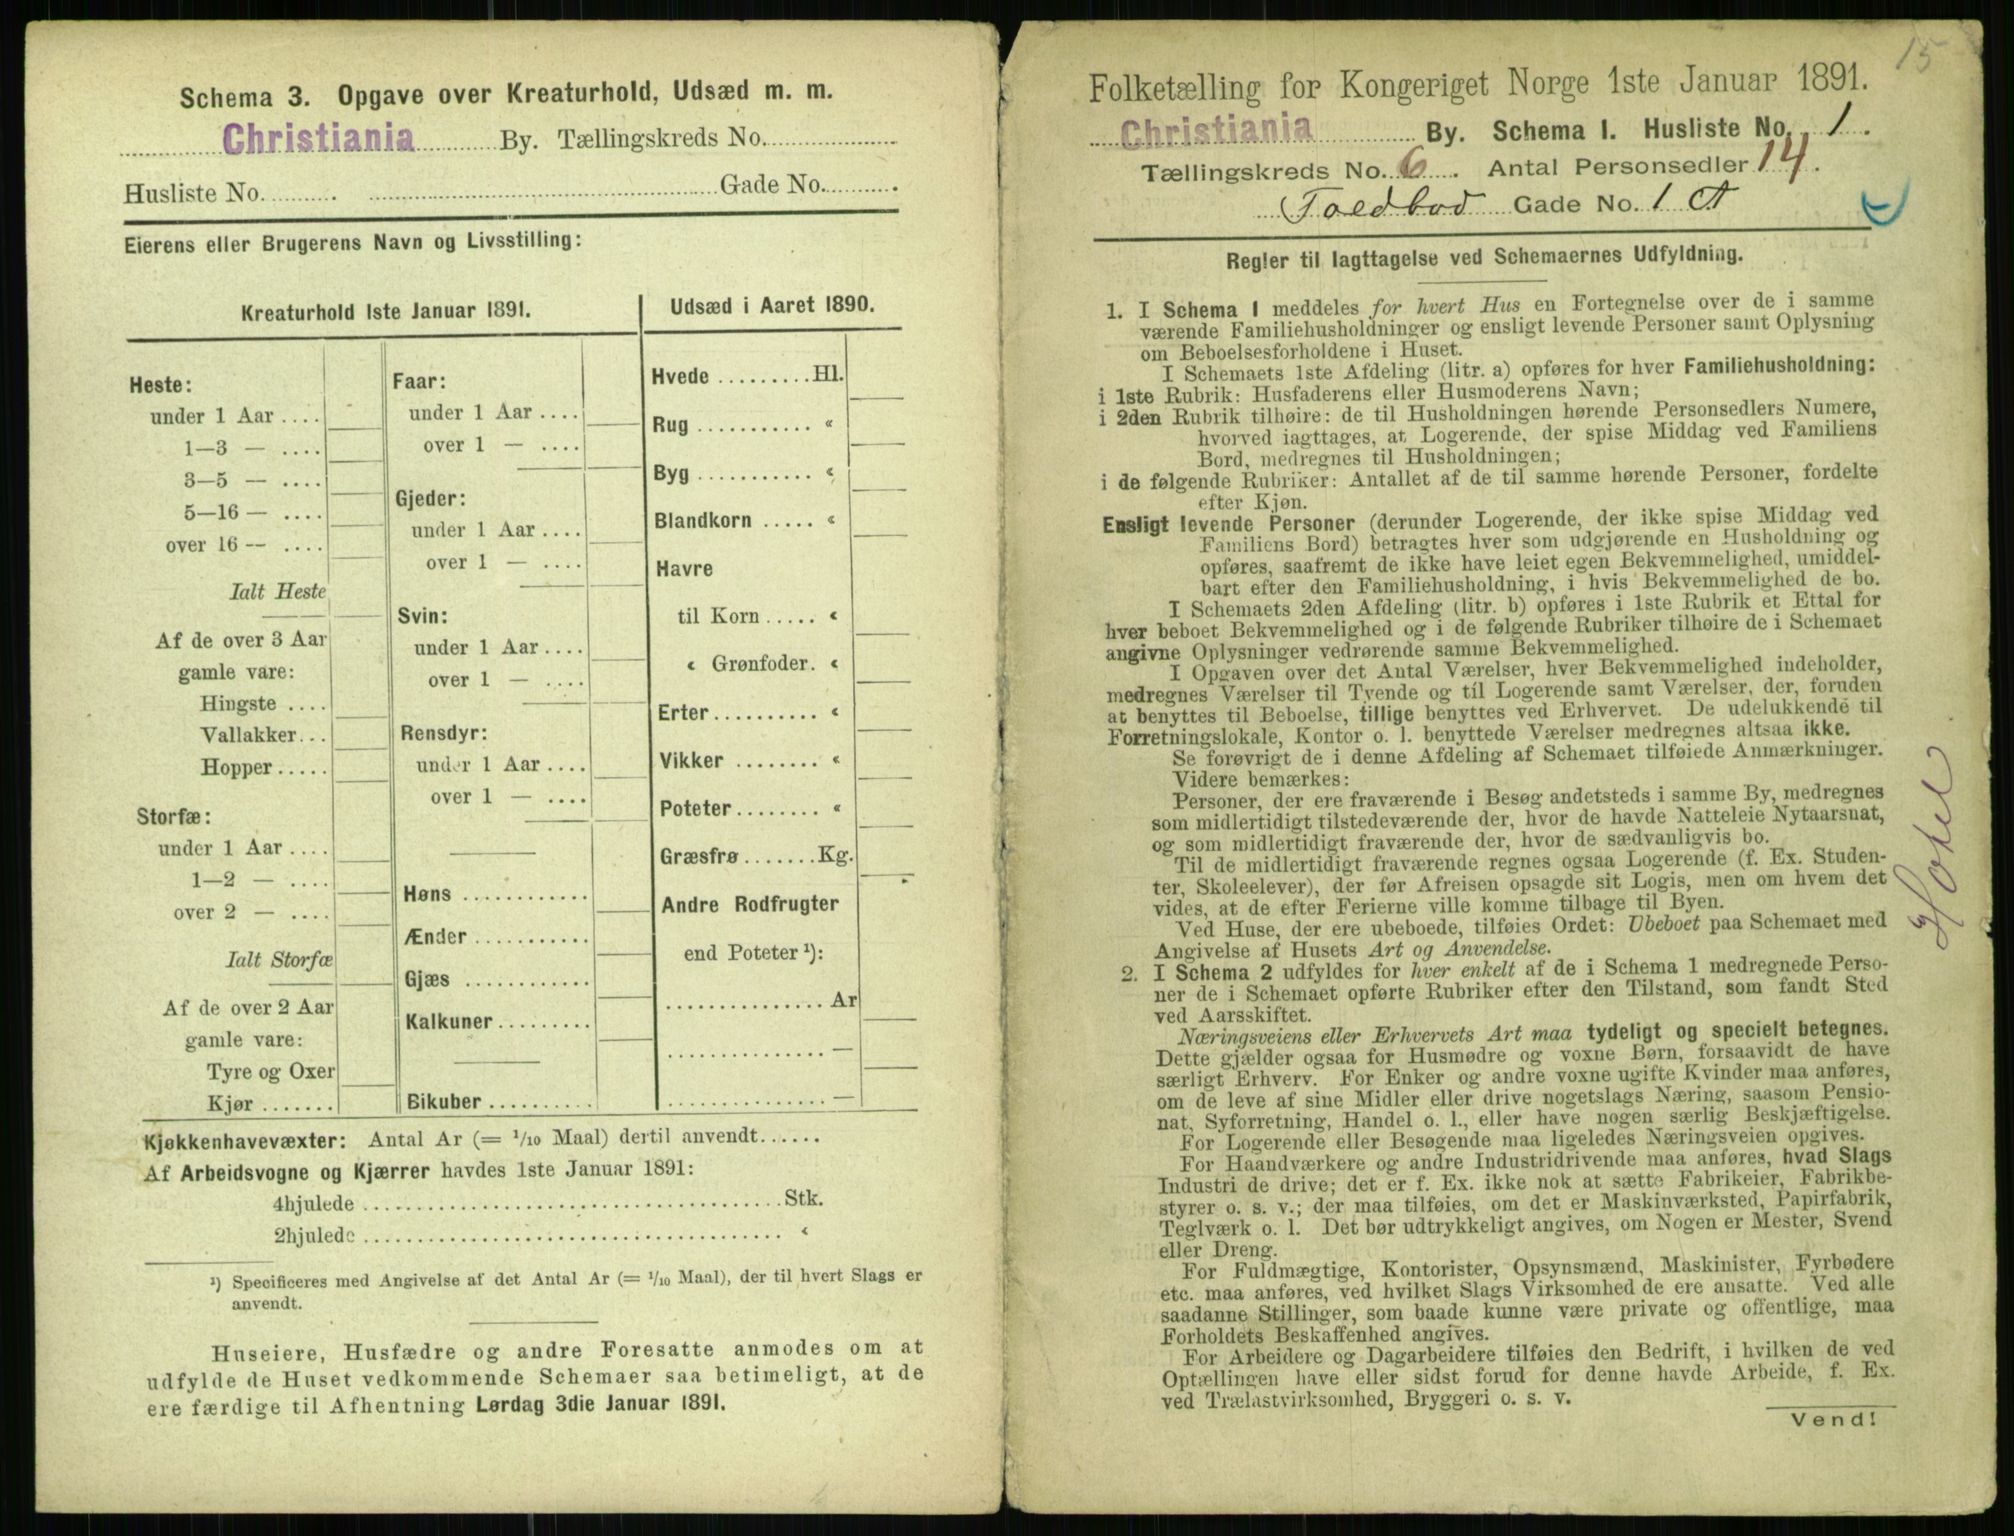 Schema 3. Opgave over Kreaturhold, Udsæd m. m.
Christiania By. Tællingskreds No.
Husliste No. Gade No.
Eierens eller Brugerens Navn og Livsstilling:
Kreaturhold 1ste Januar 1891.
Heste:
under 1 Aar
1—3 —
3—5 —
5—16 —
over 16 —
Ialt Heste
Af de over 3 Aar
gamle vare:
Hingste
Vallakker
Hopper
Storfæ:
under 1 Aar
1—2 —
over 2 —
Ialt Storfæ
Af de over 2 Aar
gamle vare:
Tyre og Oxer
Kjør
Faar:
under 1 Aar
over 1 —
Gjeder:
under 1 Aar
over 1 —
Svin:
under 1 Aar
over 1 —
Rensdyr:
under 1 Aar
over 1 —
Høns
Ænder
Gjæs
Kalkuner
Bikuber
Udsæd i Aaret 1890.
Hvede Hl.
Rug «
Byg «
Blandkorn «
Havre
til Korn «
« Grønfoder. «
Erter «
Vikker «
Poteter «
Græsfrø Kg.
Andre Rodfrugter
end Poteter ¹):
Ar
—
—
Kjøkkenhavevæxter: Antal Ar (= 1/10 Maal) dertil anvendt
Af Arbeidsvogne og Kjærrer havdes 1ste Januar 1891:
4hjulede Stk.
2hjulede «
¹) Specificeres med Angivelse af det Antal Ar (= 1/10 Maal), der til hvert Slags er
anvendt.
Huseiere, Husfædre og andre Foresatte anmodes om at
udfylde de Huset vedkommende Schemaer saa betimeligt, at de
ere færdige til Afhentning Lørdag 3die Januar 1891.
15
Folketælling for Kongeriget Norge 1ste Januar 1891.
Christiania By. Schema 1. Husliste No. 1.
Tællingskreds No. 6. Antal Personsedler 14.
Toldbod Gade No. 1 A
Regler til Iagttagelse ved Schemaernes Udfyldning.
1. I Schema 1 meddeles for hvert Hus en Fortegnelse over de i samme
værende Familiehusholdninger og ensligt levende Personer samt Oplysning
om Beboelsesforholdene i Huset.
I Schemaets 1ste Afdeling (litr. a) opføres for hver Familiehusholdning:
i 1ste Rubrik: Husfaderens eller Husmoderens Navn;
i 2den Rubrik tilhøire: de til Husholdningen hørende Personsedlers Numere,
hvorved iagttages, at Logerende, der spise Middag ved Familiens
Bord, medregnes til Husholdningen;
i de følgende Rubriker: Antallet af de til samme hørende Personer, fordelte
efter Kjøn.
Ensligt levende Personer (derunder Logerende, der ikke spise Middag ved
Familiens Bord) betragtes hver som udgjørende en Husholdning og
opføres, saafremt de ikke have leiet egen Bekvemmelighed, umiddel-
bart efter den Familiehusholdning, i hvis Bekvemmelighed de bo.
I Schemaets 2den Afdeling (litr. b) opføres i 1ste Rubrik et Ettal for
hver beboet Bekvemmelighed og i de følgende Rubriker tilhøire de i Schemaet
angivne Oplysninger vedrørende samme Bekvemmelighed.
I Opgaven over det Antal Værelser, hver Bekvemmelighed indeholder,
medregnes Værelser til Tyende og til Logerende samt Værelser, der, foruden
at benyttes til Beboelse, tillige benyttes ved Erhvervet. De udelukkende til
Forretningslokale, Kontor o. l. benyttede Værelser medregnes altsaa ikke.
Se forøvrigt de i denne Afdeling af Schemaet tilføiede Anmærkninger.
Videre bemærkes:
Personer, der ere fraværende i Besøg andetsteds i samme By, medregnes
som midlertidigt tilstedeværende der, hvor de havde Natteleie Nytaarsnat,
og som midlertidigt fraværende der, hvor de sædvanligvis bo.
Til de midlertidigt fraværende regnes ogsaa Logerende (f. Ex. Studen-
ter, Skoleelever), der før Afreisen opsagde sit Logis, men om hvem det
vides, at de efter Ferierne ville komme tilbage til Byen.
Ved Huse, der ere ubeboede, tilføies Ordet: Ubeboet paa Schemaet med
Angivelse af Husets Art og Anvendelse.
2. I Schema 2 udfyldes for hver enkelt af de i Schema 1 medregnede Perso-
ner de i Schemaet opførte Rubriker efter den Tilstand, som fandt Sted
ved Aarsskiftet.
Næringsveiens eller Erhvervets Art maa tydeligt og specielt betegnes.
Dette gjælder ogsaa for Husmødre og voxne Børn, forsaavidt de have
særligt Erhverv. For Enker og andre voxne ugifte Kvinder maa anføres,
om de leve af sine Midler eller drive nogetslags Næring, saasom Pensio-
nat, Syforretning, Handel o. l., eller have nogen særlig Beskjæftigelse.
For Logerende eller Besøgende maa ligeledes Næringsveien opgives.
For Haandværkere og andre Industridrivende maa anføres, hvad Slags
Industri de drive; det er f. Ex. ikke nok at sætte Fabrikeier, Fabrikbe-
styrer o. s. v.; der maa tilføies, om det er Maskinværksted, Papirfabrik,
Teglværk o. l. Det bør udtrykkeligt angives, om Nogen er Mester, Svend
eller Dreng.
For Fuldmægtige, Kontorister, Opsynsmænd, Maskinister, Fyrbødere
etc. maa anføres, ved hvilket Slags Virksomhed de ere ansatte. Ved alle
saadanne Stillinger, som baade kunne være private og offentlige, maa
Forholdets Beskaffenhed angives.
For Arbeidere og Dagarbeidere tilføies den Bedrift, i hvilken de ved
Optællingen have eller sidst forud for denne havde Arbeide, f. Ex.
ved Trælastvirksomhed, Bryggeri o. s. v.
Vend!
Hotel